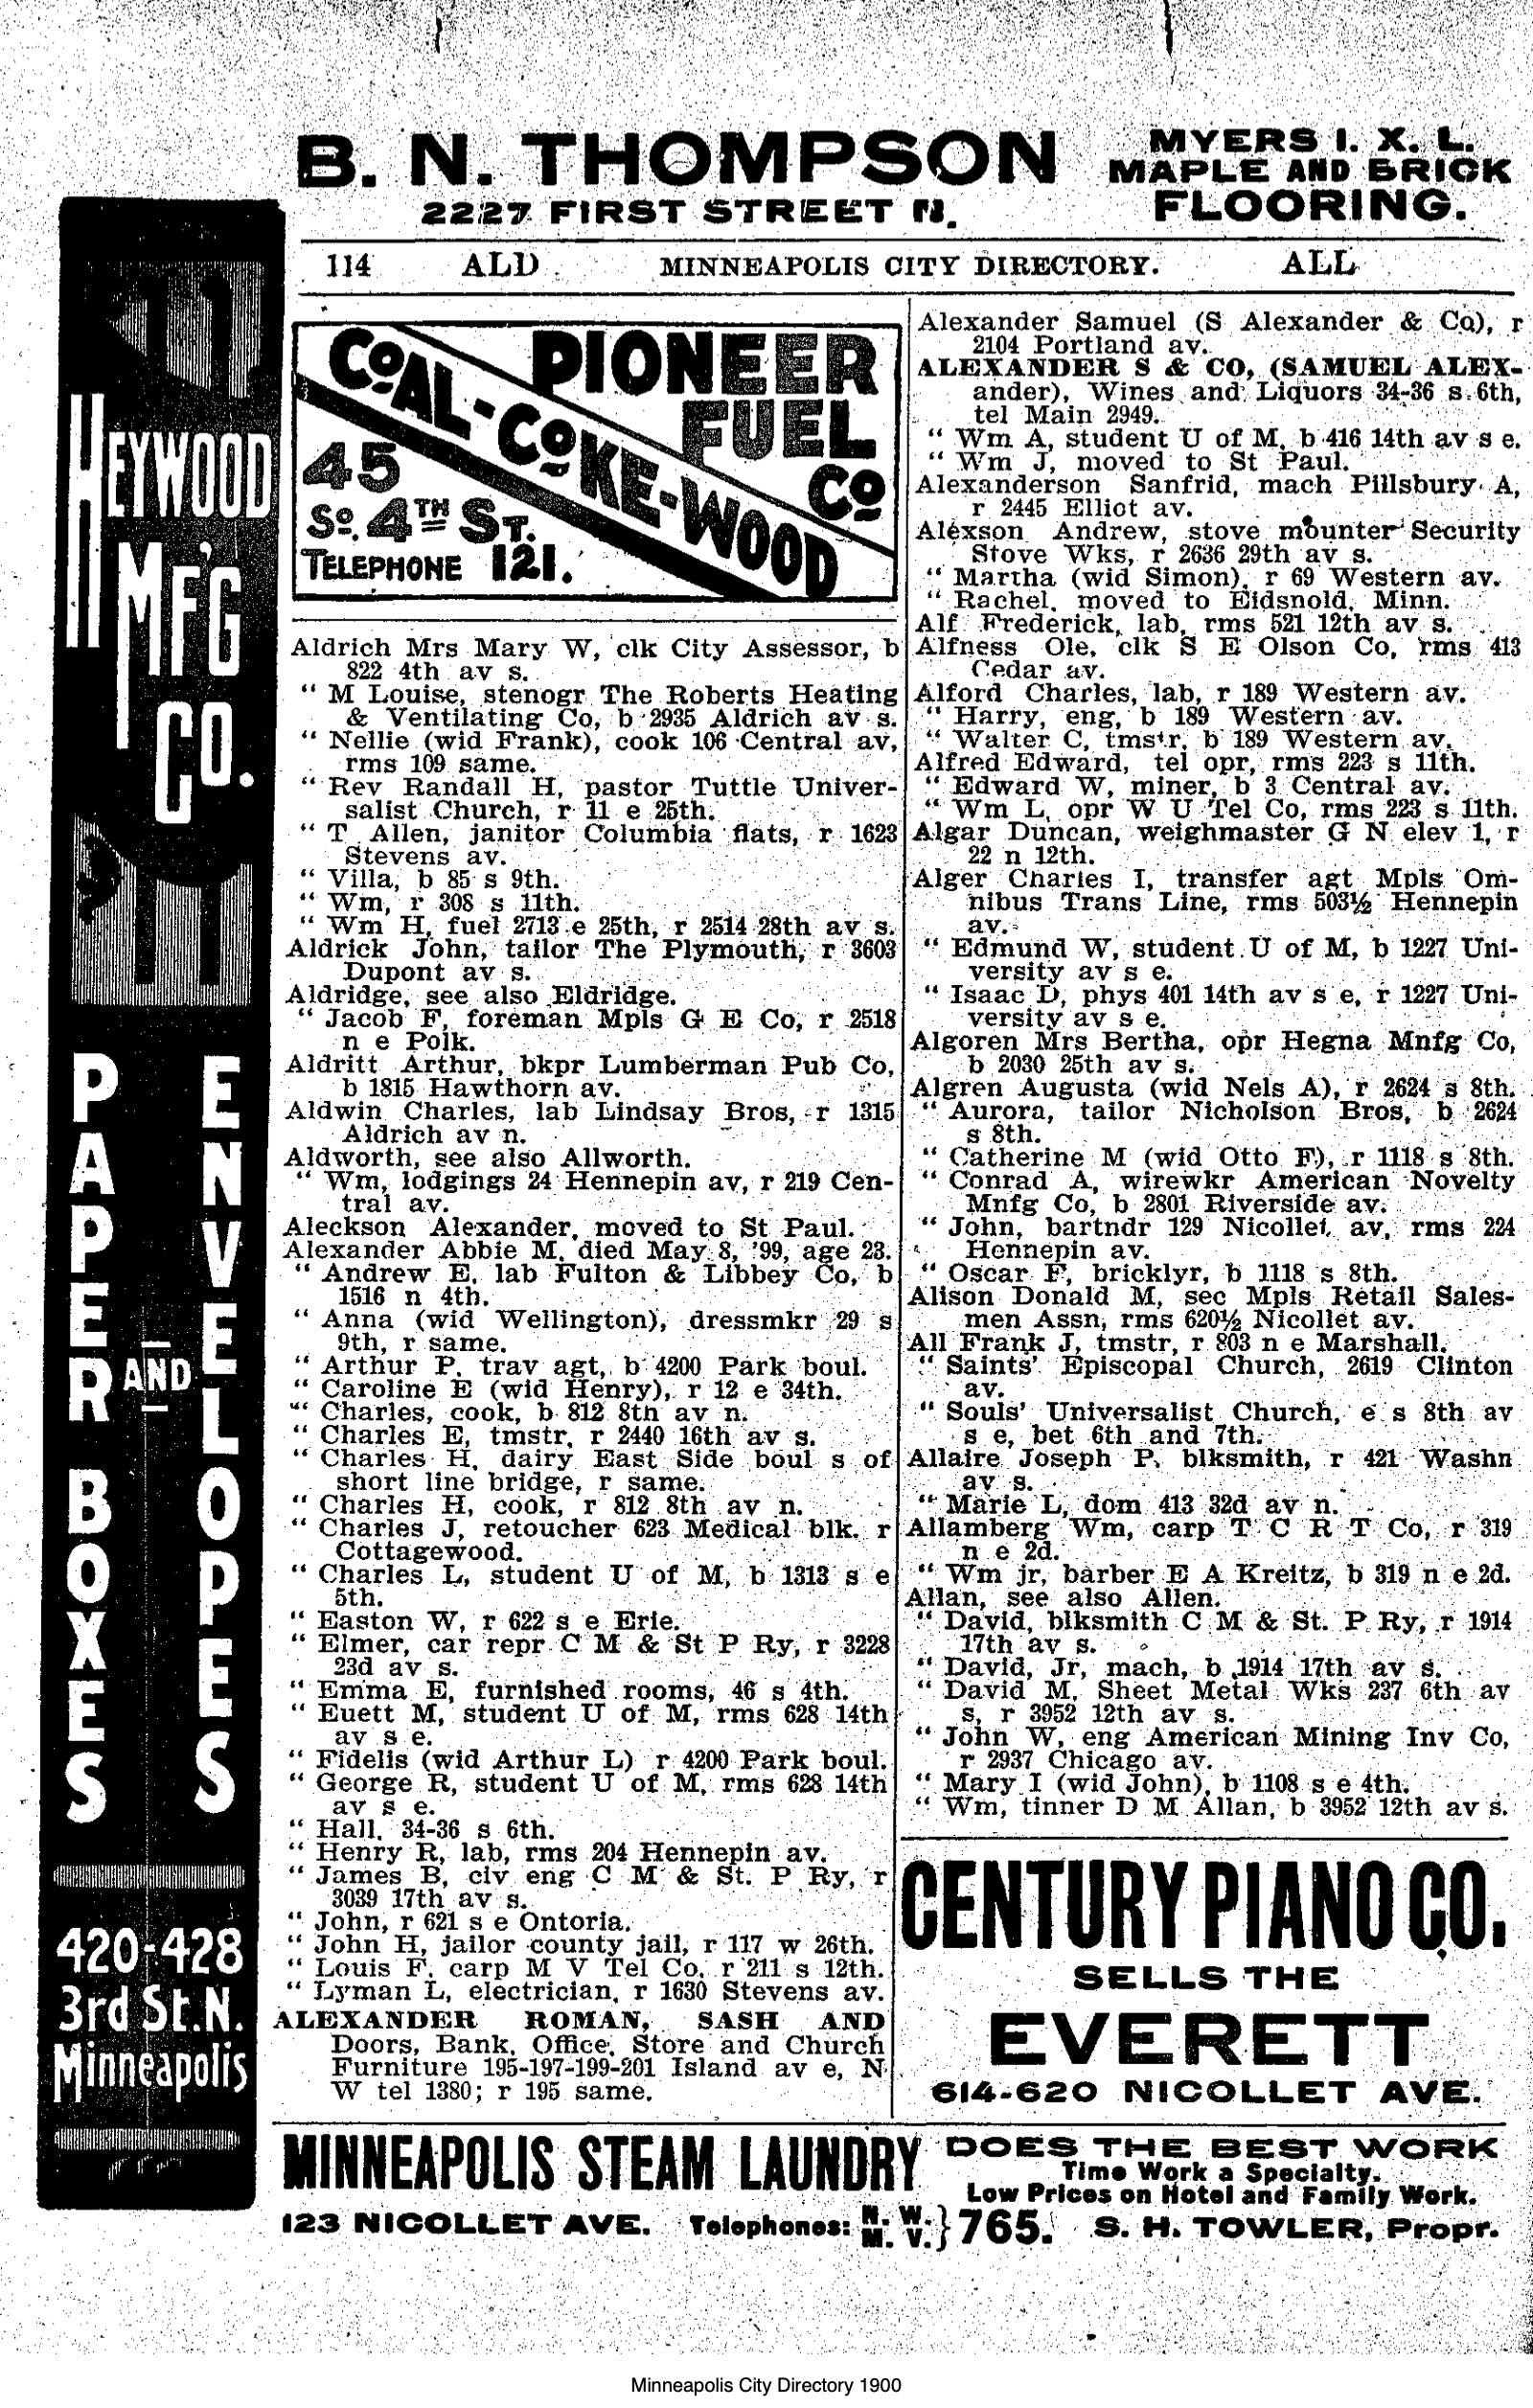 B. N. THOMPSON
2227 FIRST STREET N.
MYERS I. X. L.
MAPLE AND BRICK
FLOORING.
114 ALD MINNEAPOLIS CITY DIRECTORY. ALL
HEYWOOD
M'F'G
CO.
PAPER BOXES
AND
ENVELOPES
420-428
3rd St. N.
Minneapolis
PIONEER
FUEL
CO
COAL-COKE-WOOD
45
SO. 4TH ST.
TELEPHONE 121.
Aldrich Mrs Mary W, clk City Assessor, b
822 4th av s.
" M Louise, stenogr The Roberts Heating
& Ventilating Co, b 2935 Aldrich av s.
" Nellie (wid Frank), cook 106 Central av,
rms 109 same.
" Rev Randall H, pastor Tuttle Univer-
salist Church, r 11 e 25th.
" T Allen, janitor Columbia flats, r 1623
Stevens av.
" Villa, b 85 s 9th.
" Wm, r 308 s 11th.
" Wm H, fuel 2713 e 25th, r 2514 28th av s.
Aldrick John, tailor The Plymouth, r 3603
Dupont av s.
Aldridge, see also Eldridge.
" Jacob F, foreman Mpls G E Co, r 2518
n e Polk.
Aldritt Arthur, bkpr Lumberman Pub Co,
b 1815 Hawthorn av.
Aldwin Charles, lab Lindsay Bros, r 1315
Aldrich av n.
Aldworth, see also Allworth.
" Wm, lodgings 24 Hennepin av, r 219 Cen-
tral av.
Aleckson Alexander, moved to St Paul.
Alexander Abbie M, died May 8, '99, age 23.
" Andrew E, lab Fulton & Libbey Co, b
1516 n 4th.
" Anna (wid Wellington), dressmkr 29 s
9th, r same.
" Arthur P, trav agt, b 4200 Park boul.
" Caroline E (wid Henry), r 12 e 34th.
" Charles, cook, b 812 8th av n.
" Charles E, tmstr, r 2440 16th av s.
" Charles H, dairy East Side boul s of
short line bridge, r same.
" Charles H, cook, r 812 8th av n.
" Charles J, retoucher 623 Medical blk. r
Cottagewood.
" Charles L, student U of M, b 1313 s e
5th.
" Easton W, r 622 s e Erie.
" Elmer, car repr C M & St P Ry, r 3228
23d av s.
" Emma E, furnished rooms, 46 s 4th.
" Euett M, student U of M, rms 628 14th
av s e.
" Fidelis (wid Arthur L) r 4200 Park boul.
" George R, student U of M, rms 628 14th
av s e.
" Hall, 34-36 s 6th.
" Henry R, lab, rms 204 Hennepin av.
" James B, civ eng C M & St. P Ry, r
3039 17th av s.
" John, r 621 s e Ontoria.
" John H, jailor county jail, r 117 w 26th.
" Louis F, carp M V Tel Co, r 211 s 12th.
" Lyman L, electrician, r 1630 Stevens av.
ALEXANDER ROMAN, SASH AND
Doors, Bank, Office, Store and Church
Furniture 195-197-199-201 Island av e, N
W tel 1380; r 195 same.
Alexander Samuel (S Alexander & Co), r
2104 Portland av.
ALEXANDER S & CO, (SAMUEL ALEX-
ander), Wines and Liquors 34-36 s 6th,
tel Main 2949.
" Wm A, student U of M, b 416 14th av s e.
" Wm J, moved to St Paul.
Alexanderson Sanfrid, mach Pillsbury A,
r 2445 Elliot av.
Alexson Andrew, stove mounter Security
Stove Wks, r 2636 29th av s.
" Martha (wid Simon), r 69 Western av.
" Rachel, moved to Eidsnold, Minn.
Alf Frederick, lab, rms 521 12th av s.
Alfness Ole, clk S E Olson Co, rms 413
Cedar av.
Alford Charles, lab, r 189 Western av.
" Harry, eng, b 189 Western av.
" Walter C, tmstr, b 189 Western av.
Alfred Edward, tel opr, rms 223 s 11th.
" Edward W, miner, b 3 Central av.
" Wm L, opr W U Tel Co, rms 223 s 11th.
Algar Duncan, weighmaster G N elev 1, r
22 n 12th.
Alger Charles I, transfer agt Mpls Om-
nibus Trans Line, rms 503½ Hennepin
av.
" Edmund W, student U of M, b 1227 Uni-
versity av s e.
" Isaac D, phys 401 14th av s e, r 1227 Uni-
versity av s e.
Algoren Mrs Bertha, opr Hegna Mnfg Co,
b 2030 25th av s.
Algren Augusta (wid Nels A), r 2624 s 8th.
" Aurora, tailor Nicholson Bros, b 2624
s 8th.
" Catherine M (wid Otto F), r 1118 s 8th.
" Conrad A, wirewkr American Novelty
Mnfg Co, b 2801 Riverside av.
" John, bartndr 129 Nicollet av, rms 224
Hennepin av.
" Oscar F, bricklyr, b 1118 s 8th.
Alison Donald M, sec Mpls Retail Sales-
men Assn, rms 620½ Nicollet av.
All Frank J, tmstr, r 803 n e Marshall.
" Saints' Episcopal Church, 2619 Clinton
av.
" Souls' Universalist Church, e s 8th av
s e, bet 6th and 7th.
Allaire Joseph P, blksmith, r 421 Washn
av s.
" Marie L, dom 413 32d av n.
Allamberg Wm, carp T C R T Co, r 319
n e 2d.
" Wm jr, barber E A Kreitz, b 319 n e 2d.
Allan, see also Allen.
" David, blksmith C M & St. P Ry, r 1914
17th av s.
" David, Jr, mach, b 1914 17th av s.
" David M, Sheet Metal Wks 237 6th av
s, r 3952 12th av s.
" John W, eng American Mining Inv Co,
r 2937 Chicago av.
" Mary I (wid John), b 1108 s e 4th.
" Wm, tinner D M Allan, b 3952 12th av s.
CENTURY PIANO CO.
SELLS THE
EVERETT
614-620 NICOLLET AVE.
MINNEAPOLIS STEAM LAUNDRY
123 NICOLLET AVE. Telephones: N. W. M. V. } 765.
DOES THE BEST WORK
Time Work a Specialty.
Low Prices on Hotel and Family Work.
S. H. TOWLER, Propr.
Minneapolis City Directory 1900